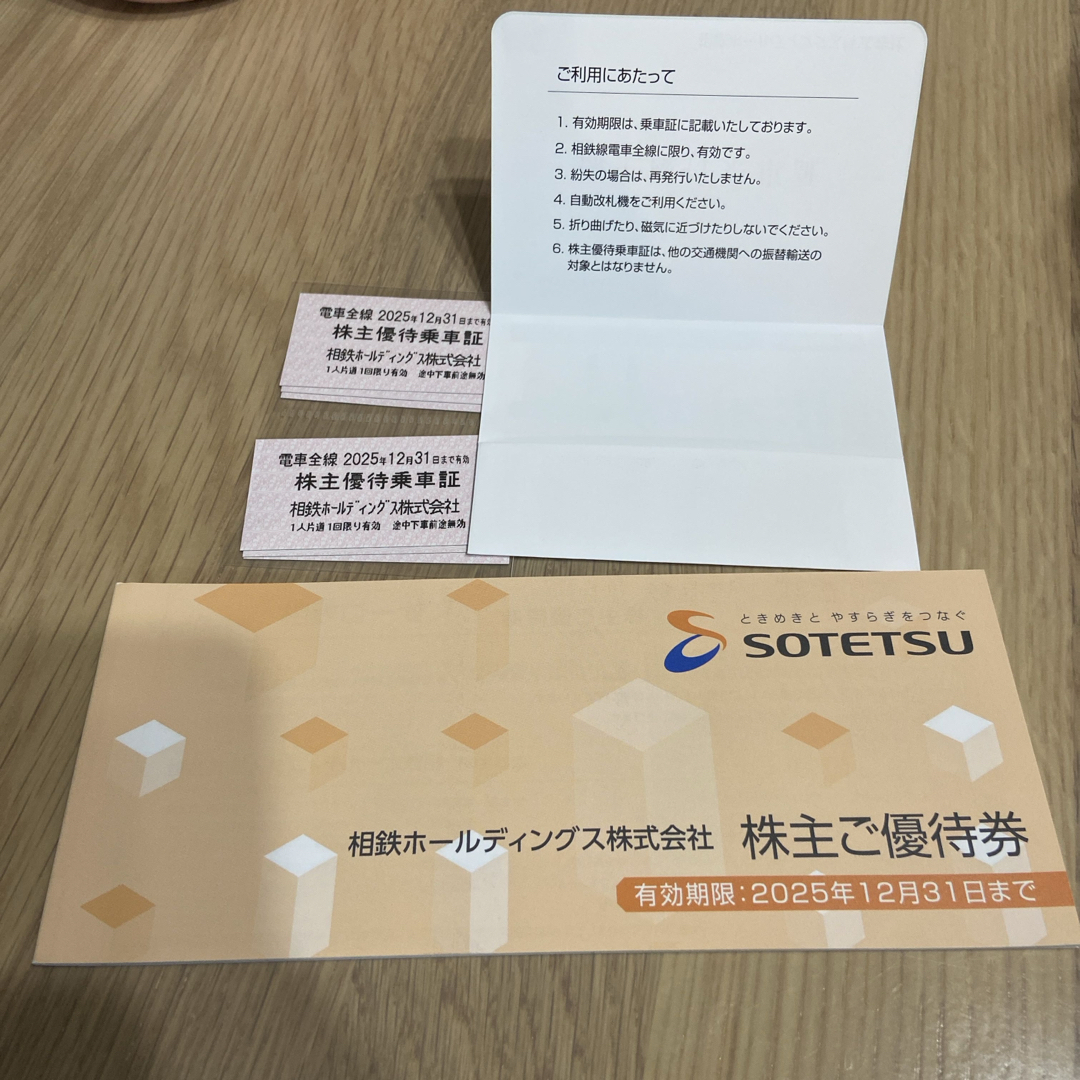 ご利用にあたって
1. 有効期限は、乗車証に記載いたしております。
2. 相鉄線電車全線に限り、有効です。
3. 紛失の場合は、再発行いたしません。
4. 自動改札機をご利用ください。
5. 折り曲げたり、磁気に近づけたりしないでください。
6. 株主優待乗車証は、他の交通機関への振替輸送の
対象とはなりません。
電車全線 2025年12月31日まで有効
株主優待乗車証
相鉄ホールディングス株式会社
1人片道1回限り有効 途中下車前途無効
電車全線 2025年12月31日まで有効
株主優待乗車証
相鉄ホールディングス株式会社
1人片道1回限り有効 途中下車前途無効
ときめきと やすらぎをつなぐ
SOTETSU
相鉄ホールディングス株式会社 株主ご優待券
有効期限:2025年12月31日まで